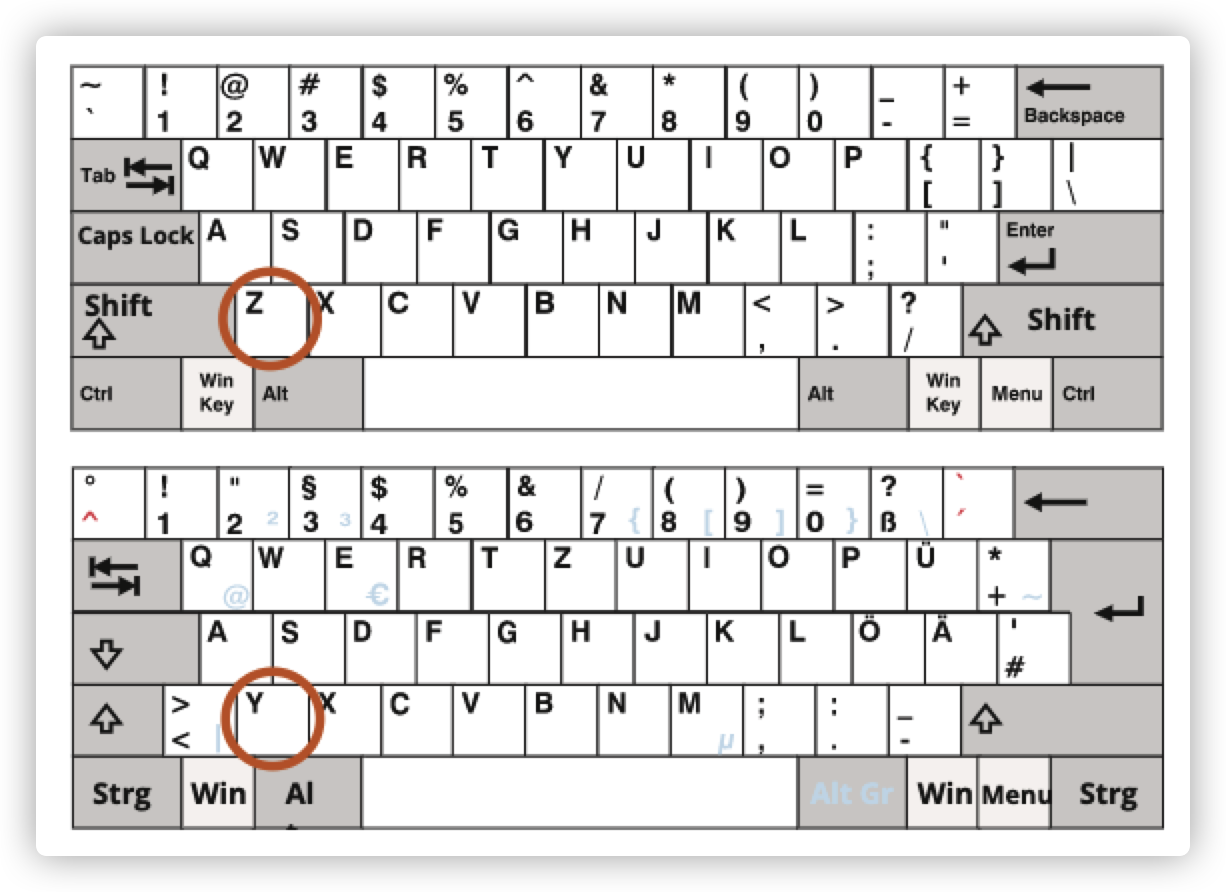 ~ ! @ # $ % ^ & * ( ) _ +
` 1 2 3 4 5 6 7 8 9 0 - = Backspace
Tab Q W E R T Y U I O P { } |
[ ] \
Caps Lock A S D F G H J K L : " Enter
; '
Shift Z X C V B N M < > ? Shift
, . /
Ctrl Win Key Alt Alt Win Key Menu Ctrl
° ! " § $ % & / ( ) = ? `
^ 1 2 ² 3 ³ 4 5 6 7 { 8 [ 9 ] 0 } ß \ ´
Q W E R T Z U I O P Ü *
@ € + ~
A S D F G H J K L Ö Ä '
#
> Y X C V B N M ; : _
< | µ , . -
Strg Win Alt Alt Gr Win Menu Strg